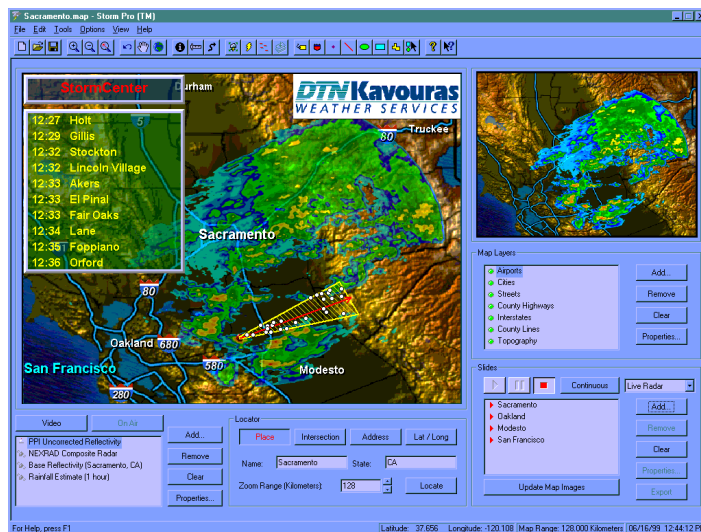 Sacramento.map - Storm Pro (TM)
File Edit Tools Options View Help
StormCenter
12:27 Holt
12:29 Gillis
12:32 Stockton
12:32 Lincoln Village
12:33 Akers
12:33 El Pinal
12:33 Fair Oaks
12:34 Lane
12:35 Foppiano
12:36 Orford
Durham
5
DTN Kavouras
WEATHER SERVICES
Truckee
80
Sacramento
80
Oakland 680
580
San Francisco
Modesto
280
Map Layers
Airports
Cities
Streets
County Highways
Interstates
County Lines
Topography
Add...
Remove
Clear
Properties...
Slides
Continuous
Live Radar
Sacramento
Oakland
Modesto
San Francisco
Add...
Remove
Clear
Properties...
Export
Update Map Images
Video
On Air
PPI Uncorrected Reflectivity
NEXRAD Composite Radar
Base Reflectivity (Sacramento, CA)
Rainfall Estimate (1 hour)
Add...
Remove
Clear
Properties...
Locator
Place Intersection Address Lat / Long
Name: Sacramento State: CA
Zoom Range (Kilometers): 128 Locate
For Help, press F1
Latitude: 37.656 Longitude: -120.108 Map Range: 128.000 Kilometers 06/16/99 12:44:12 P